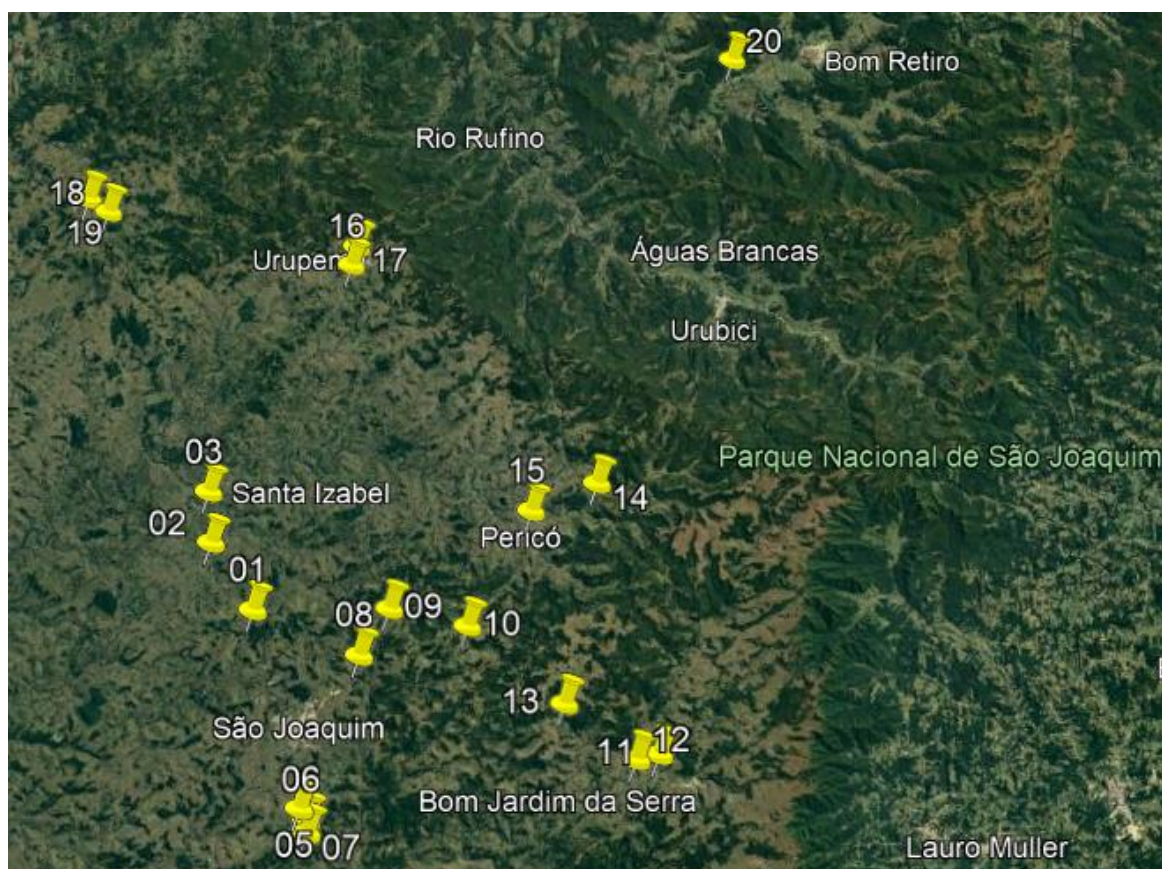 20
Bom Retiro
Rio Rufino
18
19
16
Urupem
17
Águas Brancas
Urubici
03
Santa Izabel
02
15
14
Parque Nacional de São Joaquim
Pericó
01
08
09
10
13
São Joaquim
11
12
06
Bom Jardim da Serra
05
07
Lauro Muller